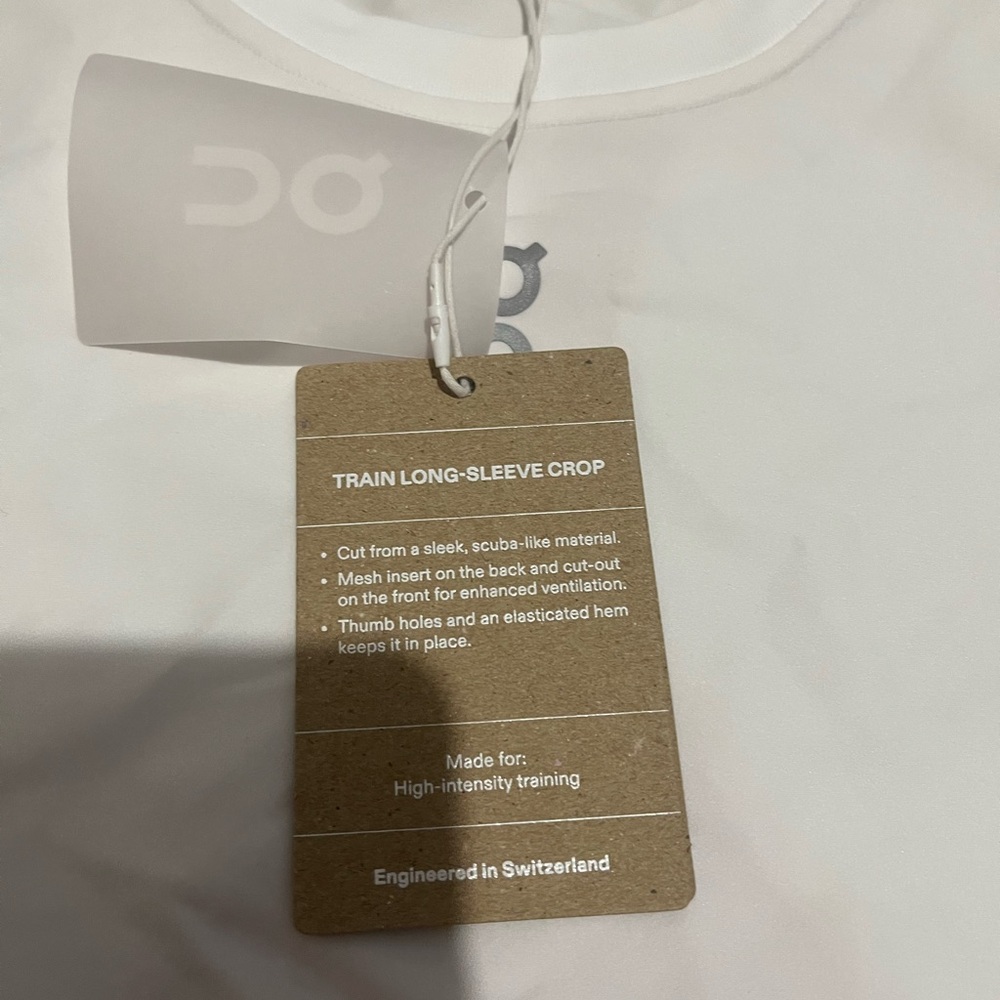 TRAIN LONG-SLEEVE CROP
• Cut from a sleek, scuba-like material.
• Mesh insert on the back and cut-out
on the front for enhanced ventilation.
• Thumb holes and an elasticated hem
keeps it in place.
Made for:
High-intensity training
Engineered in Switzerland